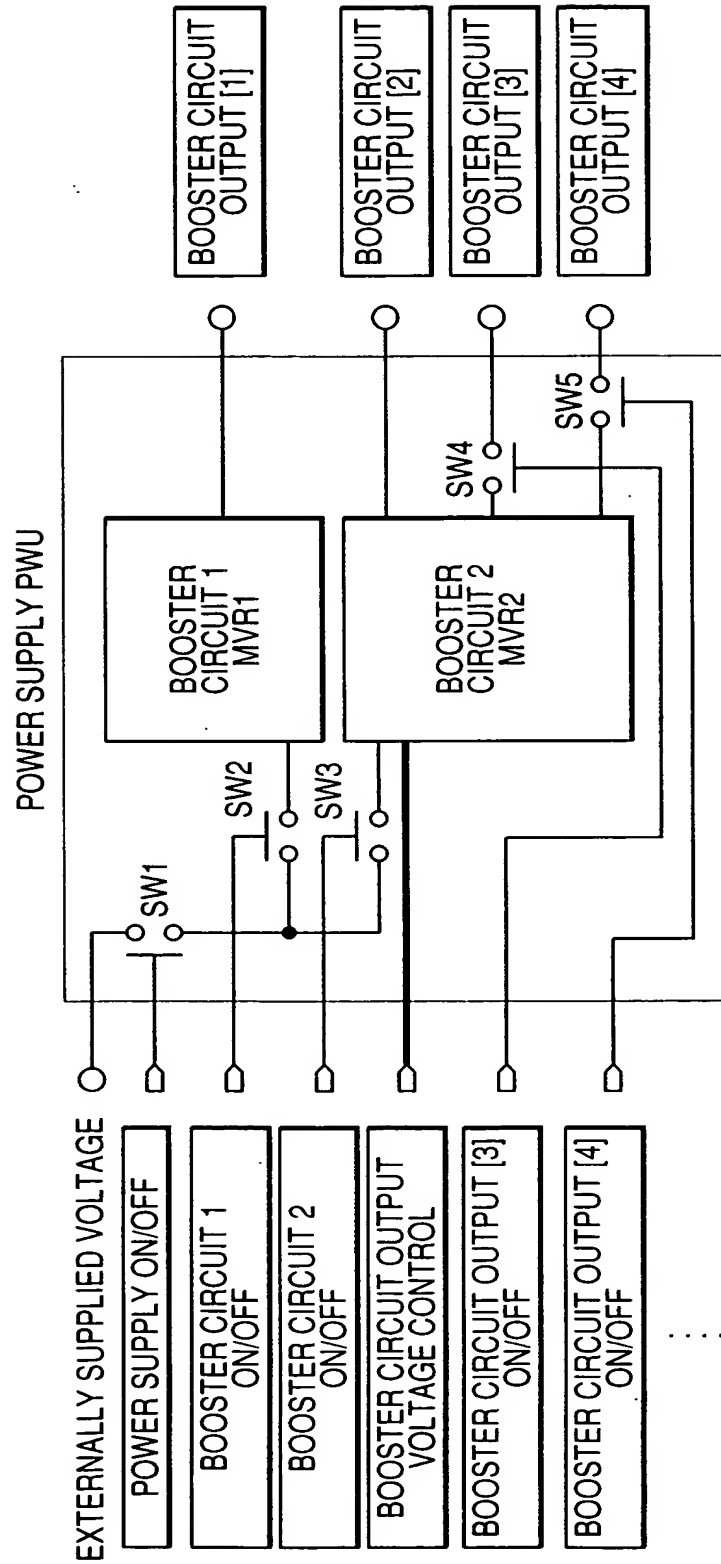 POWER SUPPLY PWU
EXTERNALLY SUPPLIED VOLTAGE
POWER SUPPLY ON/OFF
BOOSTER CIRCUIT 1
ON/OFF
BOOSTER CIRCUIT 2
ON/OFF
BOOSTER CIRCUIT OUTPUT
VOLTAGE CONTROL
BOOSTER CIRCUIT OUTPUT [3]
ON/OFF
BOOSTER CIRCUIT OUTPUT [4]
ON/OFF
SW1
SW2
SW3
BOOSTER
CIRCUIT 1
MVR1
BOOSTER
CIRCUIT 2
MVR2
SW4
SW5
BOOSTER CIRCUIT
OUTPUT [1]
BOOSTER CIRCUIT
OUTPUT [2]
BOOSTER CIRCUIT
OUTPUT [3]
BOOSTER CIRCUIT
OUTPUT [4]